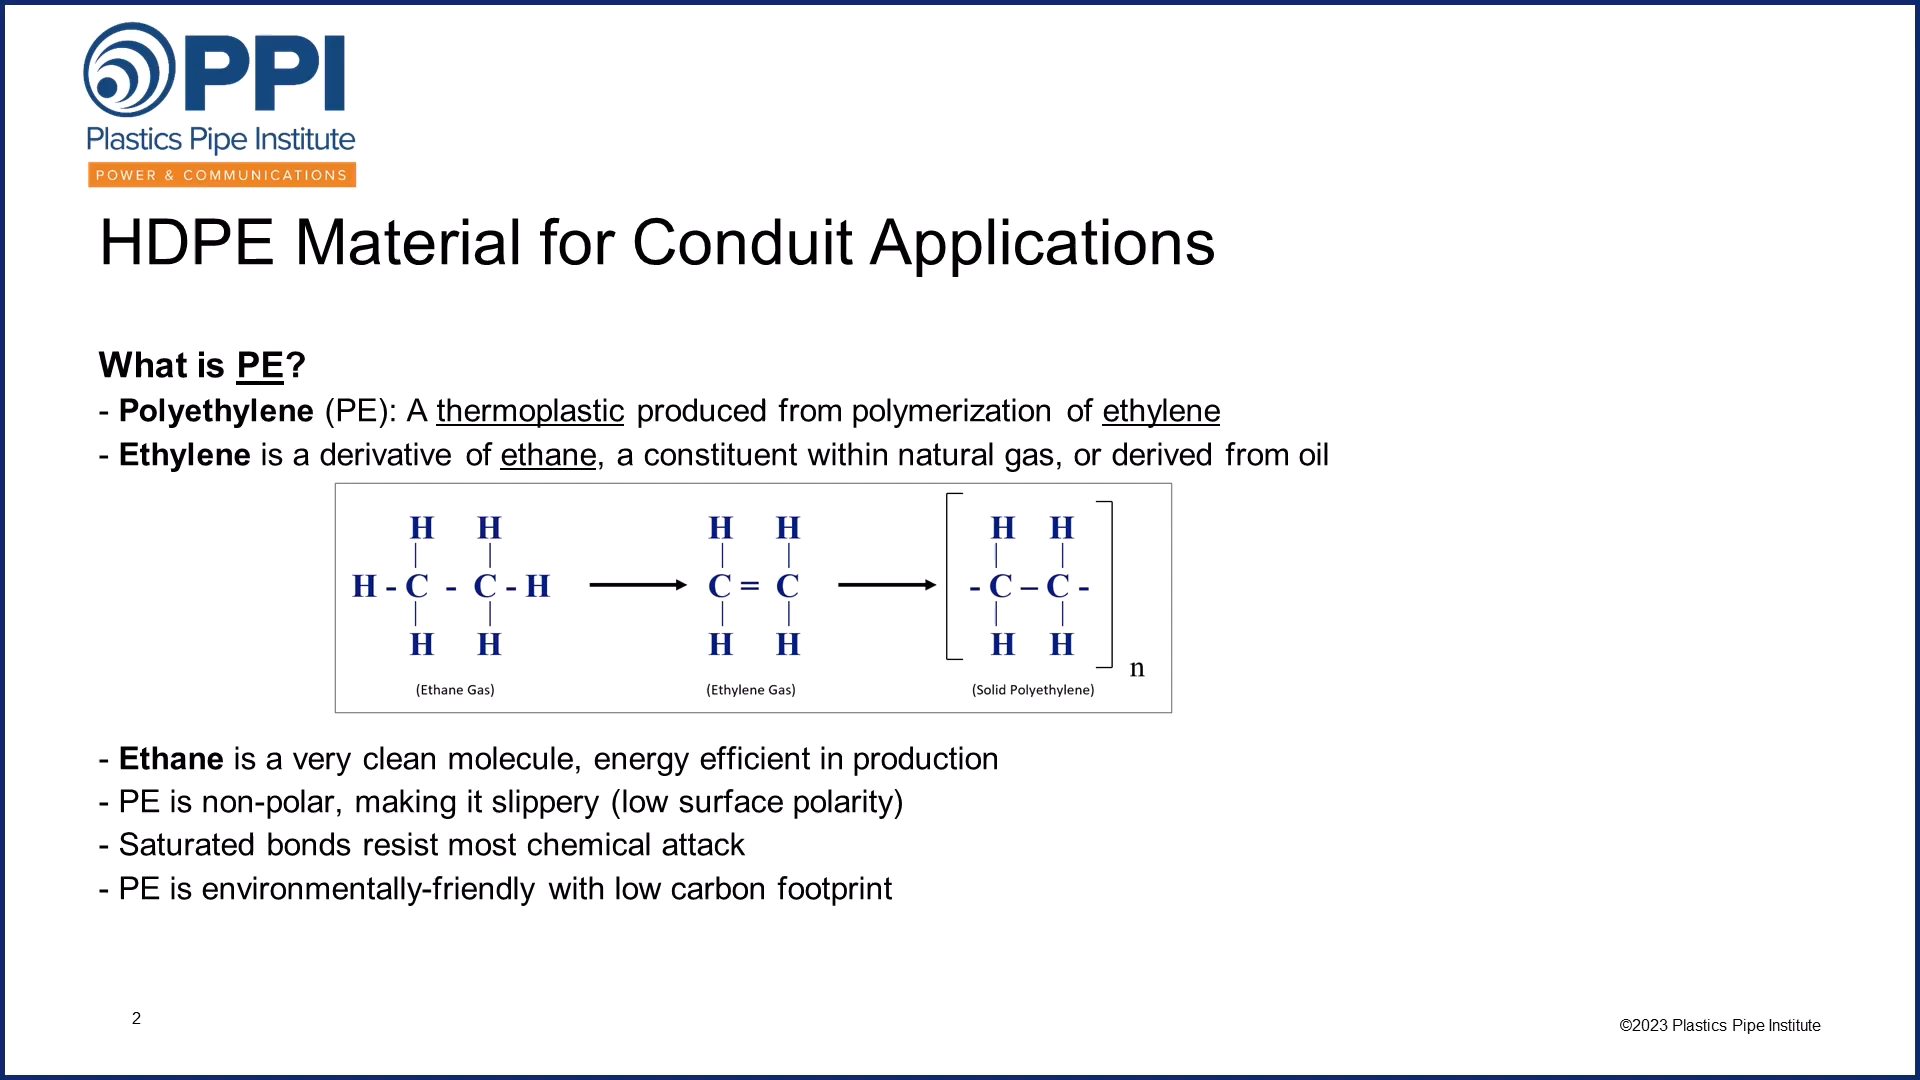 PPI
Plastics Pipe Institute
POWER & COMMUNICATIONS
HDPE Material for Conduit Applications
What is PE?
- Polyethylene (PE): A thermoplastic produced from polymerization of ethylene
- Ethylene is a derivative of ethane, a constituent within natural gas, or derived from oil
H H H H H H
H - C - C - H C = C - C – C -
H H H H H H
n
(Ethane Gas) (Ethylene Gas) (Solid Polyethylene)
- Ethane is a very clean molecule, energy efficient in production
- PE is non-polar, making it slippery (low surface polarity)
- Saturated bonds resist most chemical attack
- PE is environmentally-friendly with low carbon footprint
2
©2023 Plastics Pipe Institute